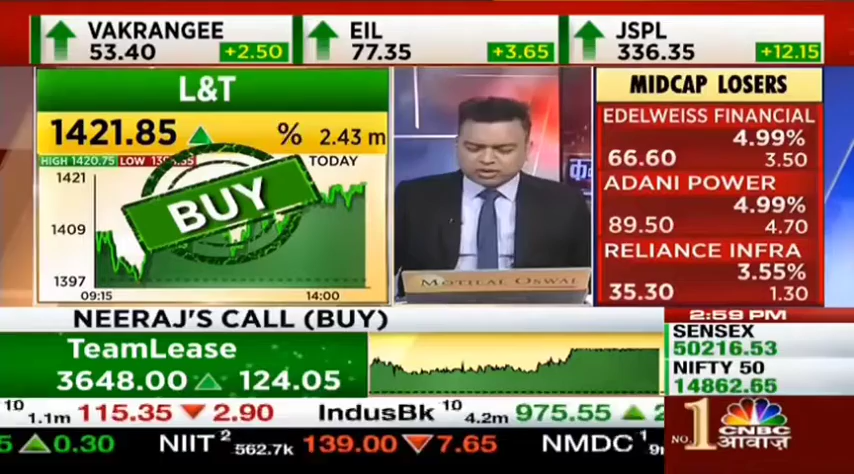 VAKRANGEE
53.40 +2.50
EIL
77.35 +3.65
JSPL
336.35 +12.15
L&T
1421.85 % 2.43 m
HIGH 1420.75 LOW
TODAY
1421
1409
1397
09:15 14:00
BUY
MOTILAL OSWAL
MIDCAP LOSERS
EDELWEISS FINANCIAL
4.99%
66.60 3.50
ADANI POWER
4.99%
89.50 4.70
RELIANCE INFRA
3.55%
35.30 1.30
NEERAJ'S CALL (BUY)
TeamLease
3648.00 124.05
2:59 PM
SENSEX
50216.53
NIFTY 50
14862.65
10 1.1m 115.35 2.90 IndusBk 10 4.2m 975.55 2
5 0.30 NIIT 2 562.7k 139.00 7.65 NMDC 1 9
NO. 1 CNBC
आवाज़